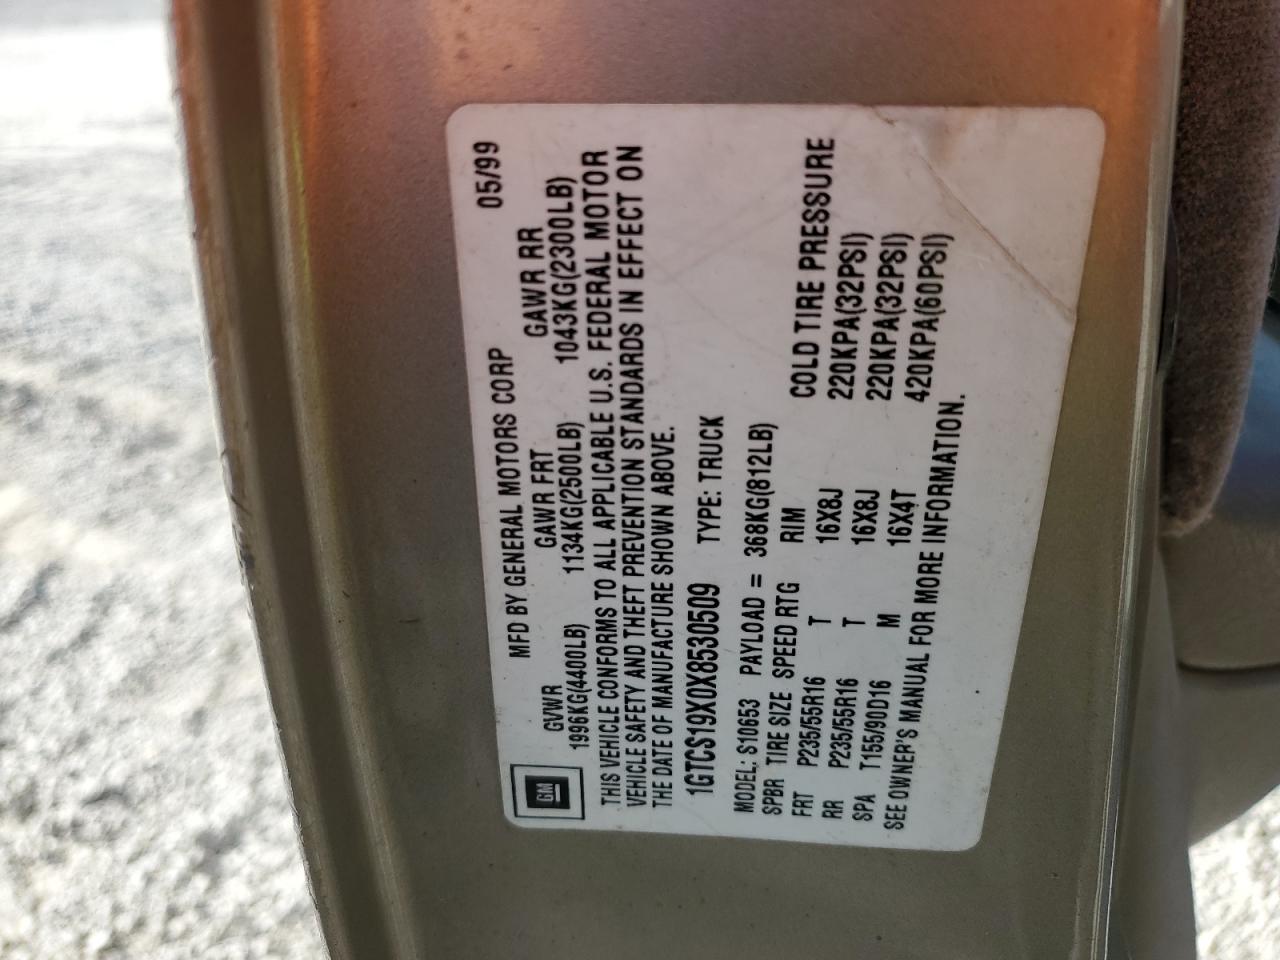 MFD BY GENERAL MOTORS CORP 05/99
GVWR GAWR FRT GAWR RR
1996KG(4400LB) 1134KG(2500LB) 1043KG(2300LB)
GM
THIS VEHICLE CONFORMS TO ALL APPLICABLE U.S. FEDERAL MOTOR
VEHICLE SAFETY AND THEFT PREVENTION STANDARDS IN EFFECT ON
THE DATE OF MANUFACTURE SHOWN ABOVE.
1GTCS19X0X8530509 TYPE: TRUCK
MODEL: S10653 PAYLOAD = 368KG(812LB)
SPBR TIRE SIZE SPEED RTG RIM COLD TIRE PRESSURE
FRT P235/55R16 T 16X8J 220KPA(32PSI)
RR P235/55R16 T 16X8J 220KPA(32PSI)
SPA T155/90D16 M 16X4T 420KPA(60PSI)
SEE OWNER'S MANUAL FOR MORE INFORMATION.